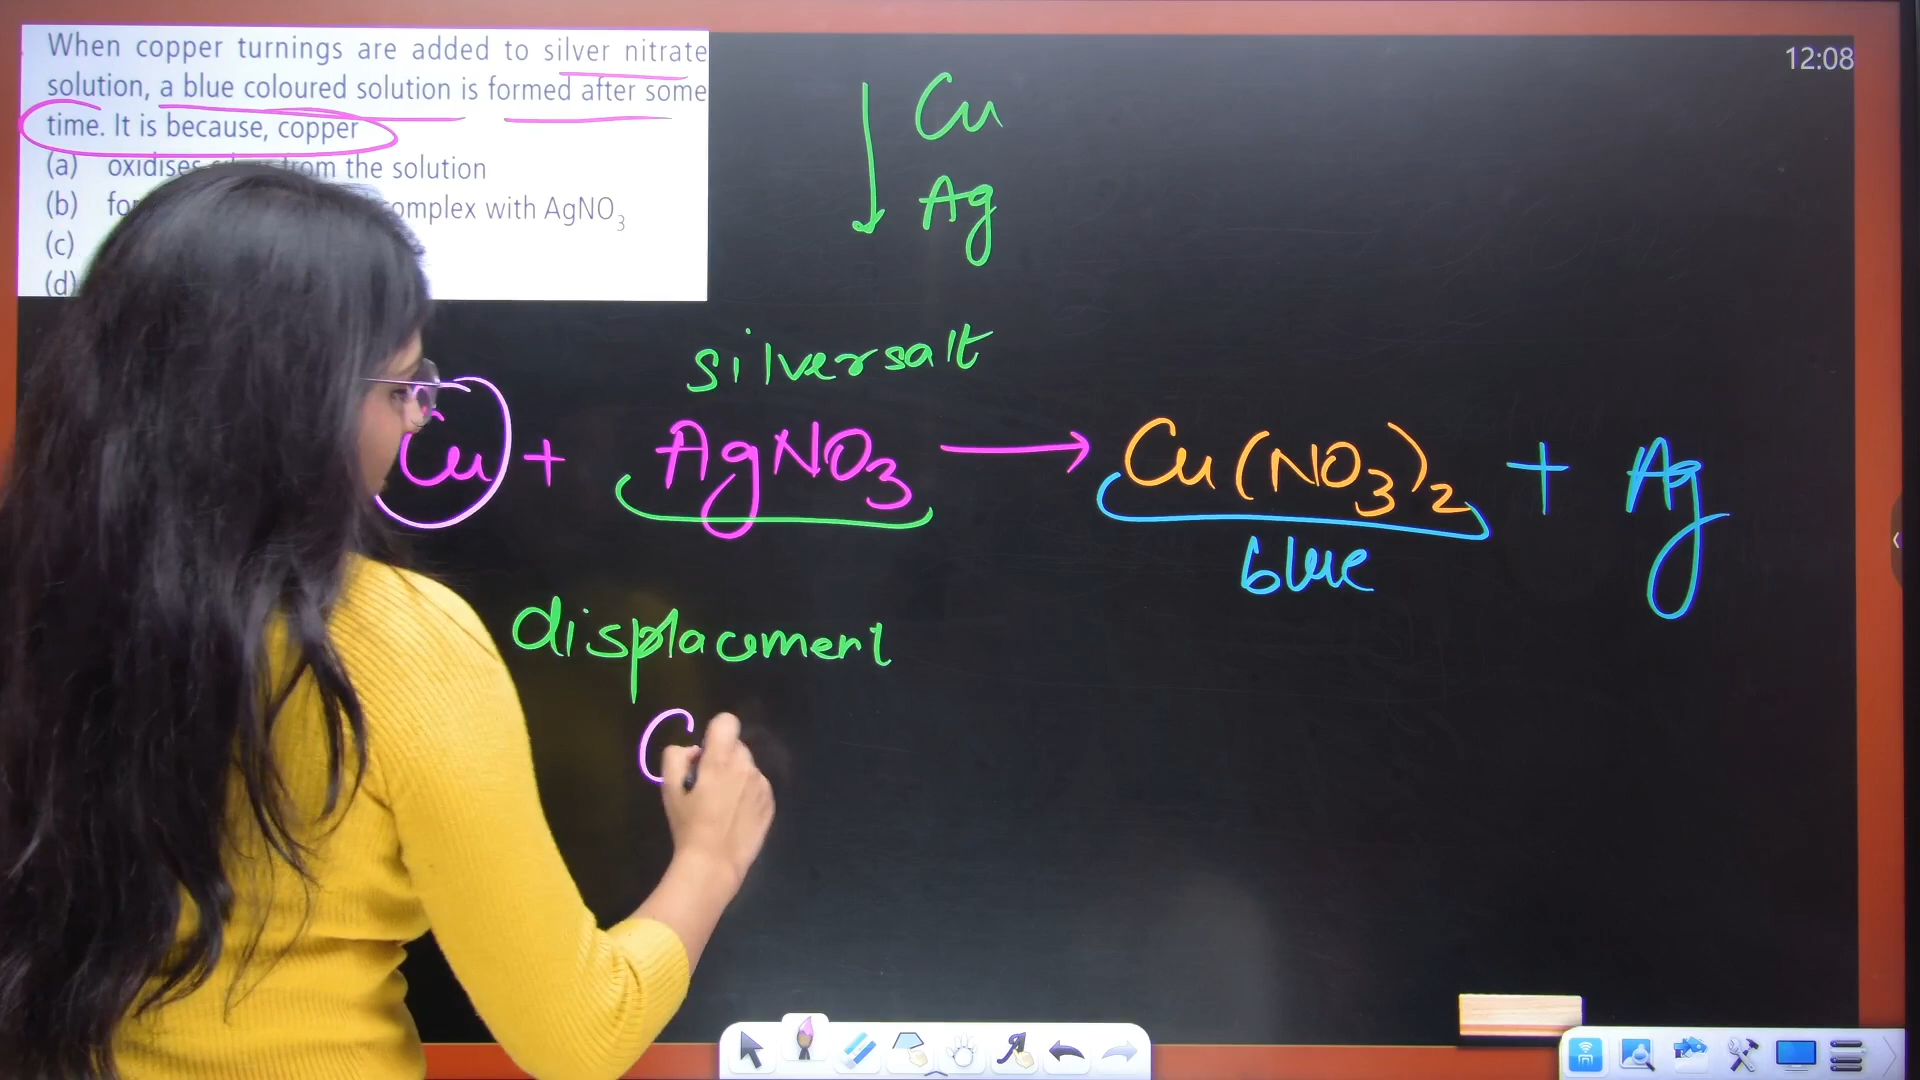 When copper turnings are added to silver nitrate
solution, a blue coloured solution is formed after some
time. It is because, copper
(a) oxidises from the solution
(b) complex with AgNO3
(c)
(d)
12:08
Cu
Ag
silversalt
Cu + AgNO3 → Cu(NO3)2 + Ag
blue
displacement
C